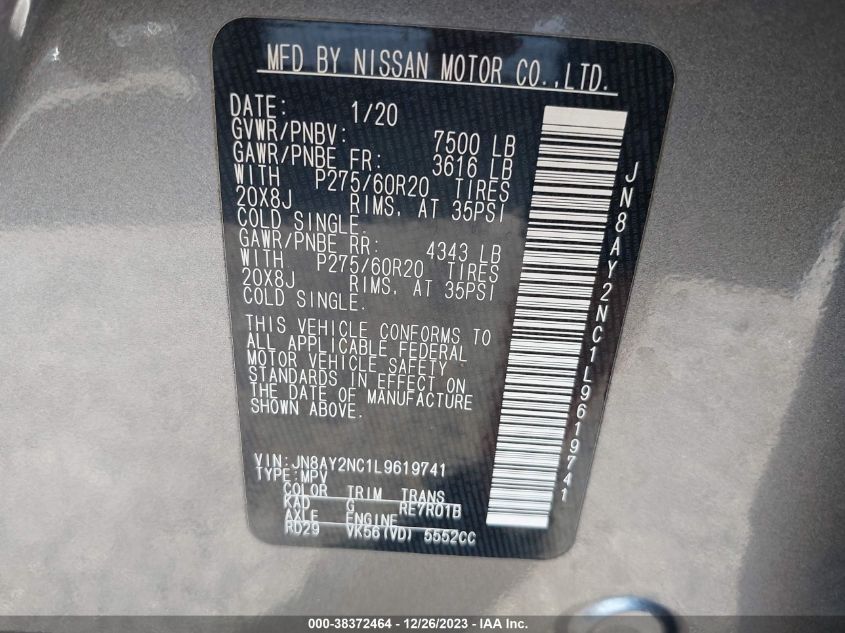 MFD BY NISSAN MOTOR CO.,LTD.
DATE: 1/20
GVWR/PNBV: 7500 LB
GAWR/PNBE FR: 3616 LB
WITH P275/60R20 TIRES
20X8J RIMS, AT 35PSI
COLD SINGLE.
GAWR/PNBE RR: 4343 LB
WITH P275/60R20 TIRES
20X8J RIMS, AT 35PSI
COLD SINGLE.
THIS VEHICLE CONFORMS TO
ALL APPLICABLE FEDERAL
MOTOR VEHICLE SAFETY
STANDARDS IN EFFECT ON
THE DATE OF MANUFACTURE
SHOWN ABOVE.
VIN:JN8AY2NC1L9619741
TYPE:MPV
COLOR TRIM TRANS
KAD G RE7R01B
AXLE ENGINE
RD29 VK56(VD) 5552CC
JN8AY2NC1L9619741
000-38372464 - 12/26/2023 - IAA Inc.